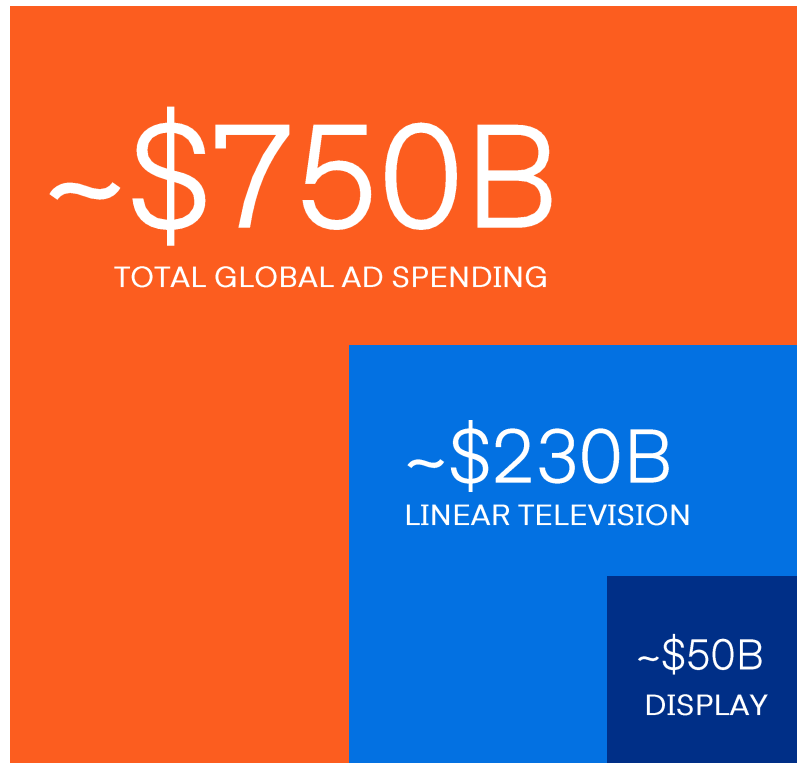 ~$750B
TOTAL GLOBAL AD SPENDING
~$230B
LINEAR TELEVISION
~$50B
DISPLAY